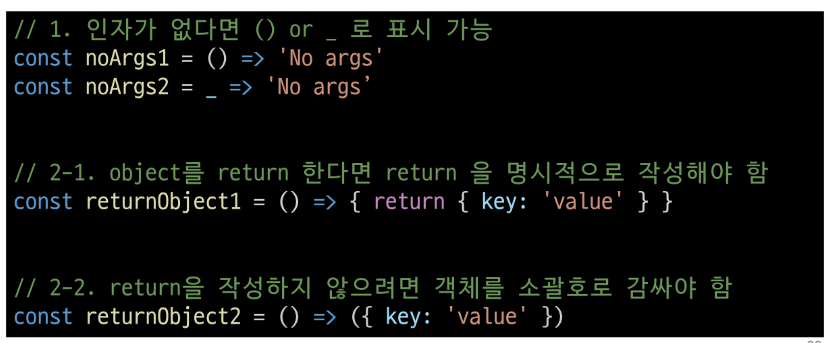 // 1. 인자가 없다면 () or _ 로 표시 가능
const noArgs1 = () => 'No args'
const noArgs2 = _ => 'No args’
// 2-1. object를 return 한다면 return 을 명시적으로 작성해야 함
const returnObject1 = () => { return { key: 'value' } }
// 2-2. return을 작성하지 않으려면 객체를 소괄호로 감싸야 함
const returnObject2 = () => ({ key: 'value' })